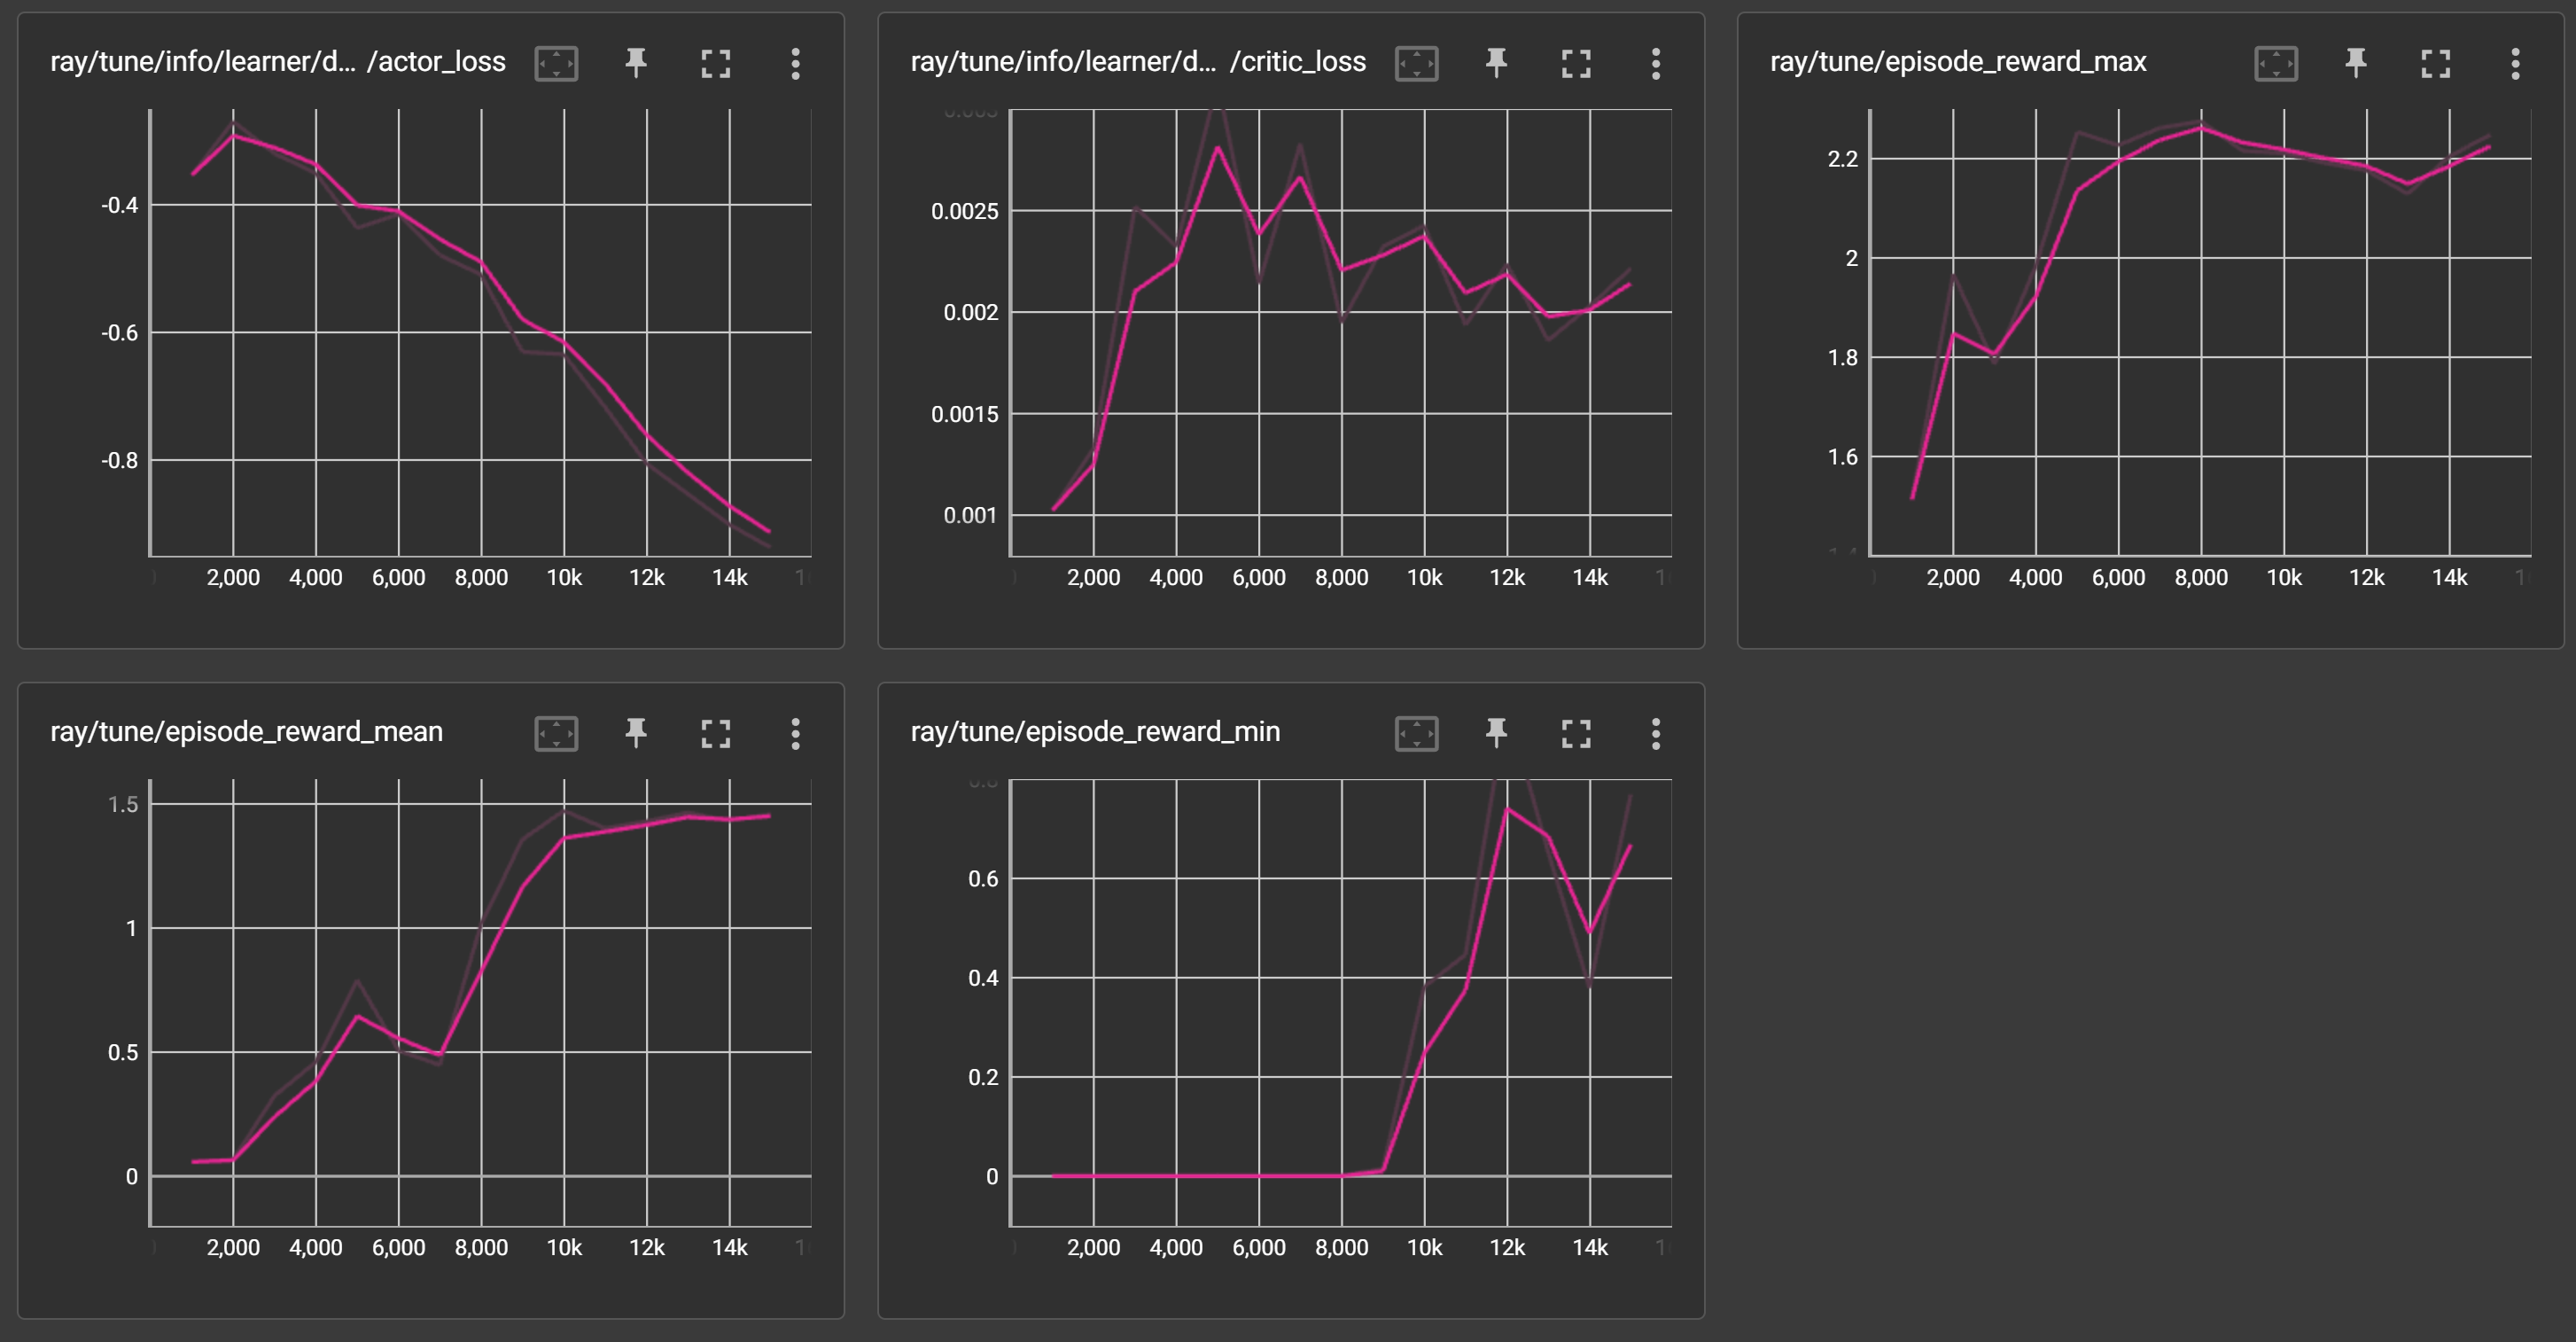 ray/tune/info/learner/d... /actor_loss
-0.4
-0.6
-0.8
2,000 4,000 6,000 8,000 10k 12k 14k
ray/tune/info/learner/d... /critic_loss
0.003
0.0025
0.002
0.0015
0.001
2,000 4,000 6,000 8,000 10k 12k 14k
ray/tune/episode_reward_max
2.2
2
1.8
1.6
2,000 4,000 6,000 8,000 10k 12k 14k
ray/tune/episode_reward_mean
1.5
1
0.5
0
2,000 4,000 6,000 8,000 10k 12k 14k
ray/tune/episode_reward_min
0.6
0.4
0.2
0
2,000 4,000 6,000 8,000 10k 12k 14k